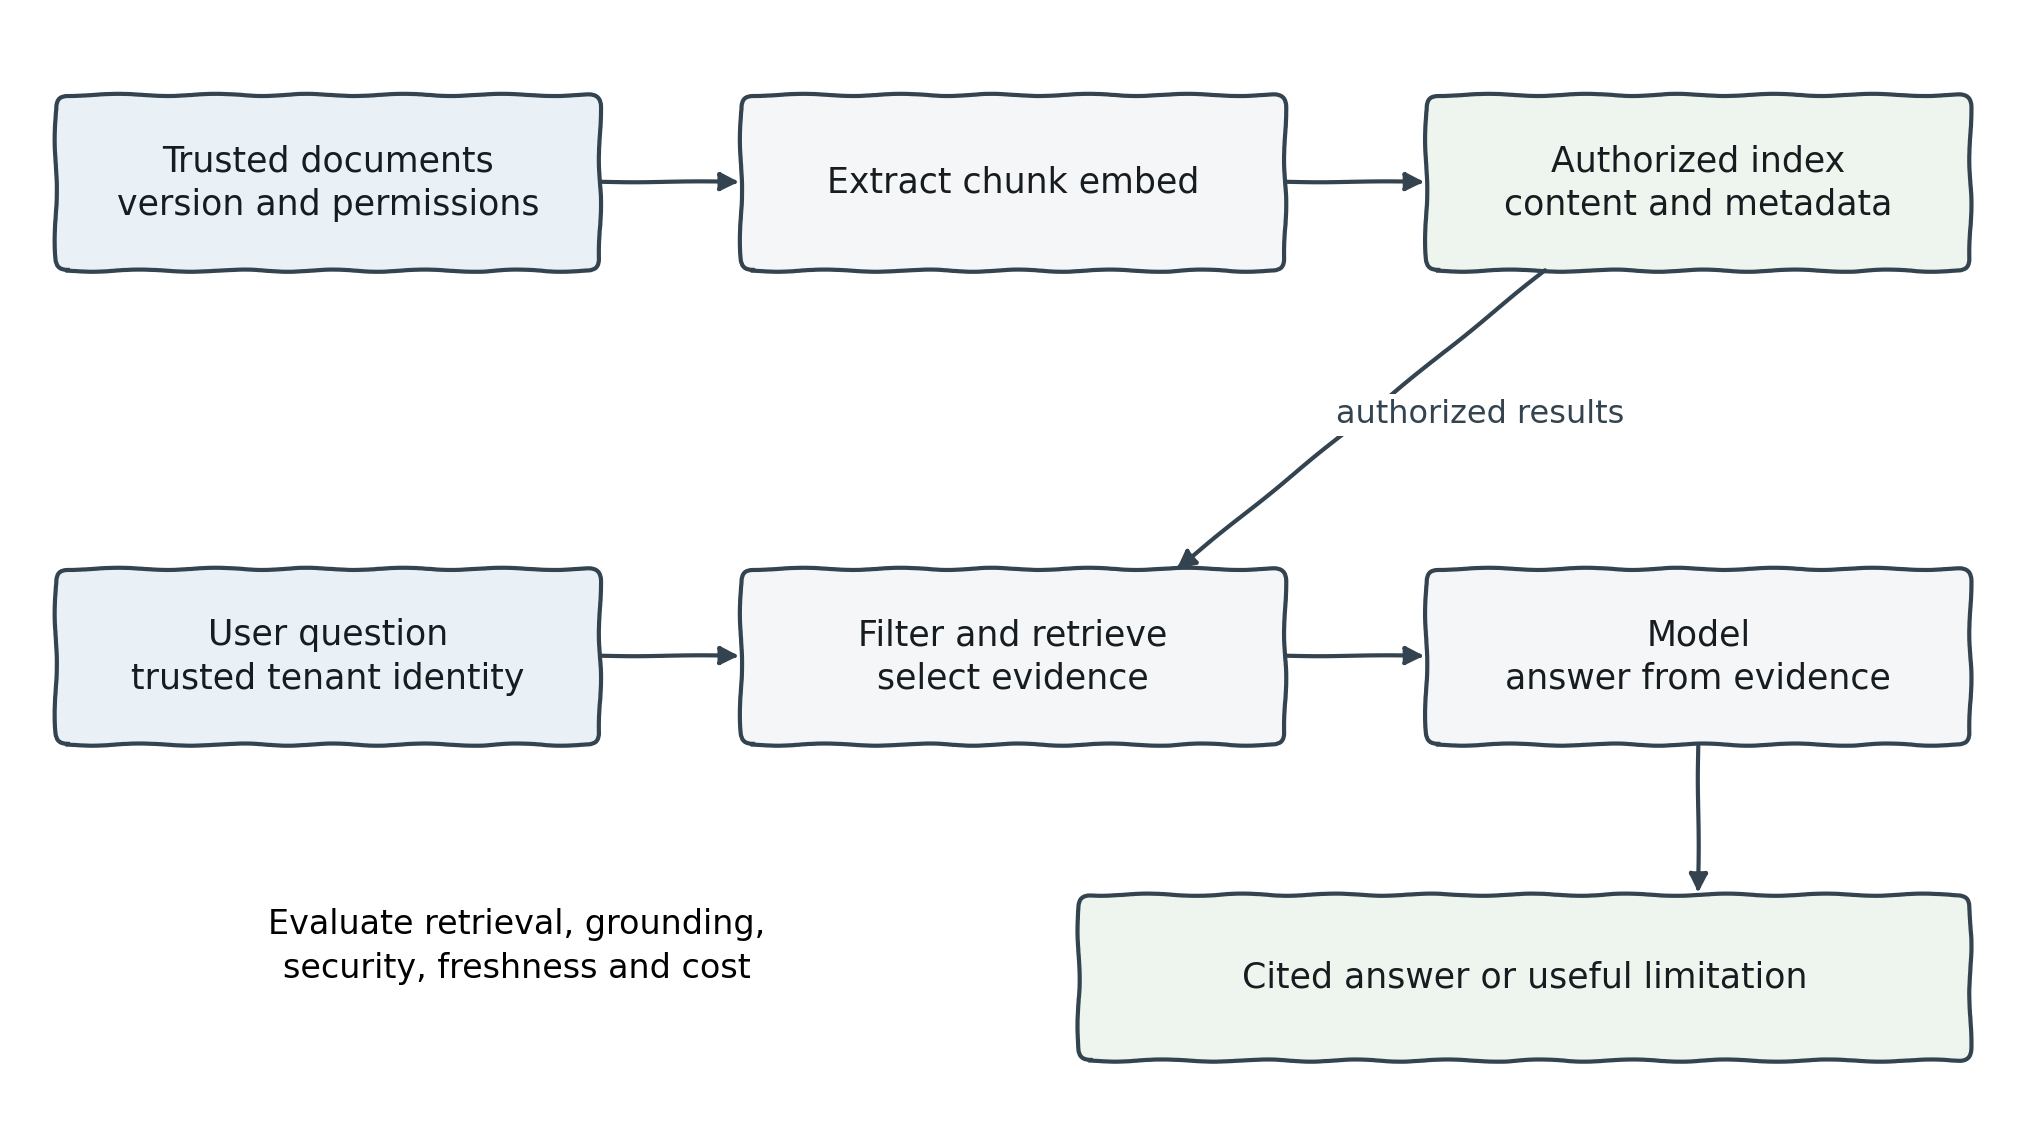 Trusted documents
version and permissions
Extract chunk embed
Authorized index
content and metadata
authorized results
User question
trusted tenant identity
Filter and retrieve
select evidence
Model
answer from evidence
Evaluate retrieval, grounding,
security, freshness and cost
Cited answer or useful limitation